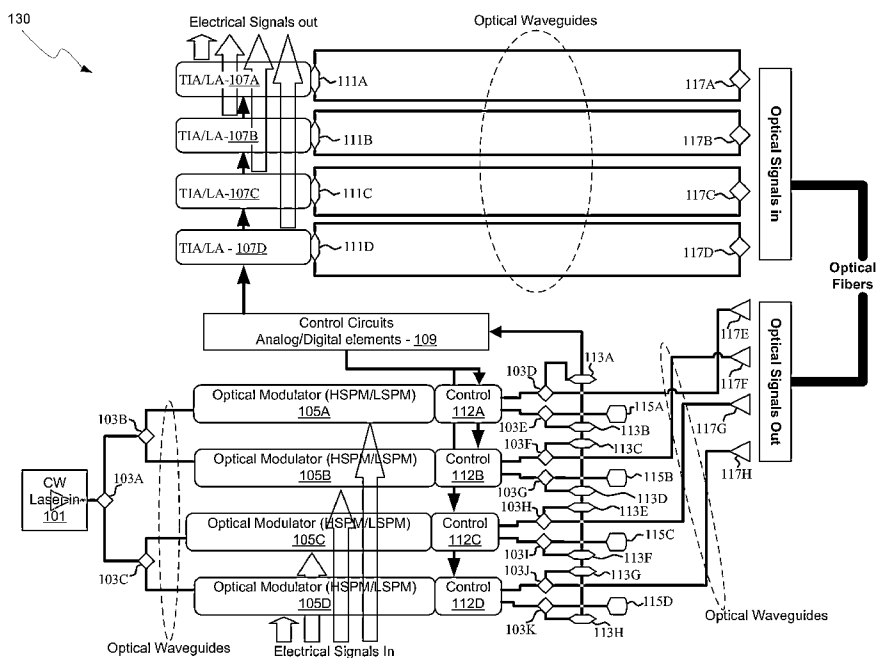 130
Electrical Signals out
Optical Waveguides
TIA/LA-107A
111A
117A
TIA/LA-107B
111B
117B
TIA/LA-107C
111C
117C
TIA/LA - 107D
111D
117D
Optical Signals in
Optical
Fibers
Control Circuits
Analog/Digital elements - 109
117E
117F
117G
117H
Optical Signals Out
113A
103D
Optical Modulator (HSPM/LSPM)
105A
Control
112A
115A
103E
113B
103B
103F
113C
Optical Modulator (HSPM/LSPM)
105B
Control
112B
115B
103G
113D
CW
Laser in
101
103A
103H
113E
Optical Modulator (HSPM/LSPM)
105C
Control
112C
115C
103I
113F
103C
103J
113G
Optical Modulator (HSPM/LSPM)
105D
Control
112D
115D
103K
113H
Optical Waveguides
Optical Waveguides
Electrical Signals In